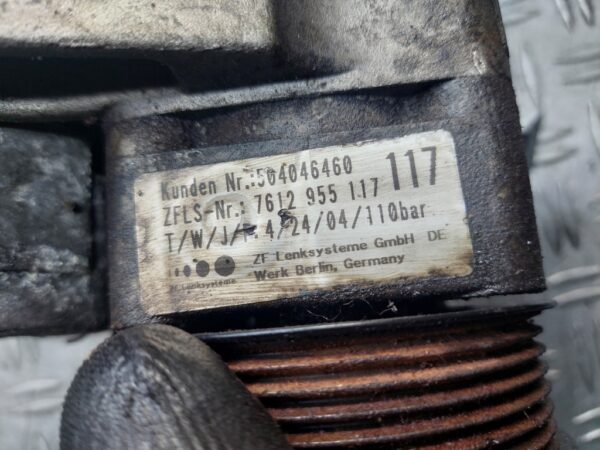 Kunden Nr.:504046460
117
ZFLS-Nr.: 7612 955 117
T/W/J/P: 4/24/04/110bar
ZF Lenksysteme GmbH DE
Werk Berlin, Germany
ZF Lenksysteme